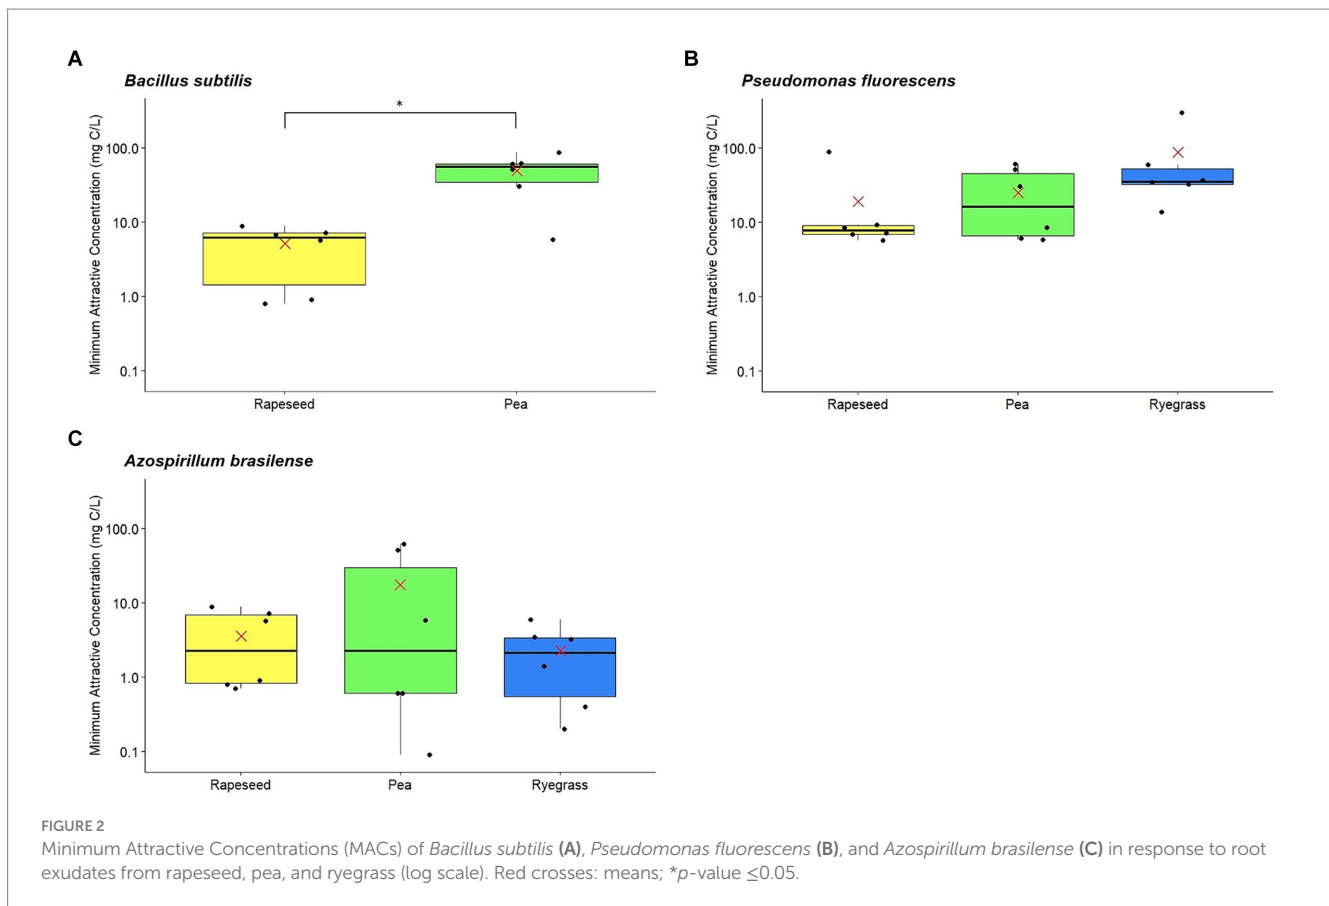 A
Bacillus subtilis
Minimum Attractive Concentration (mg C/L)
100.0
10.0
1.0
0.1
*
Rapeseed
Pea
B
Pseudomonas fluorescens
Minimum Attractive Concentration (mg C/L)
100.0
10.0
1.0
0.1
Rapeseed
Pea
Ryegrass
C
Azospirillum brasilense
Minimum Attractive Concentration (mg C/L)
100.0
10.0
1.0
0.1
Rapeseed
Pea
Ryegrass
FIGURE 2
Minimum Attractive Concentrations (MACs) of Bacillus subtilis (A), Pseudomonas fluorescens (B), and Azospirillum brasilense (C) in response to root
exudates from rapeseed, pea, and ryegrass (log scale). Red crosses: means; *p-value ≤0.05.